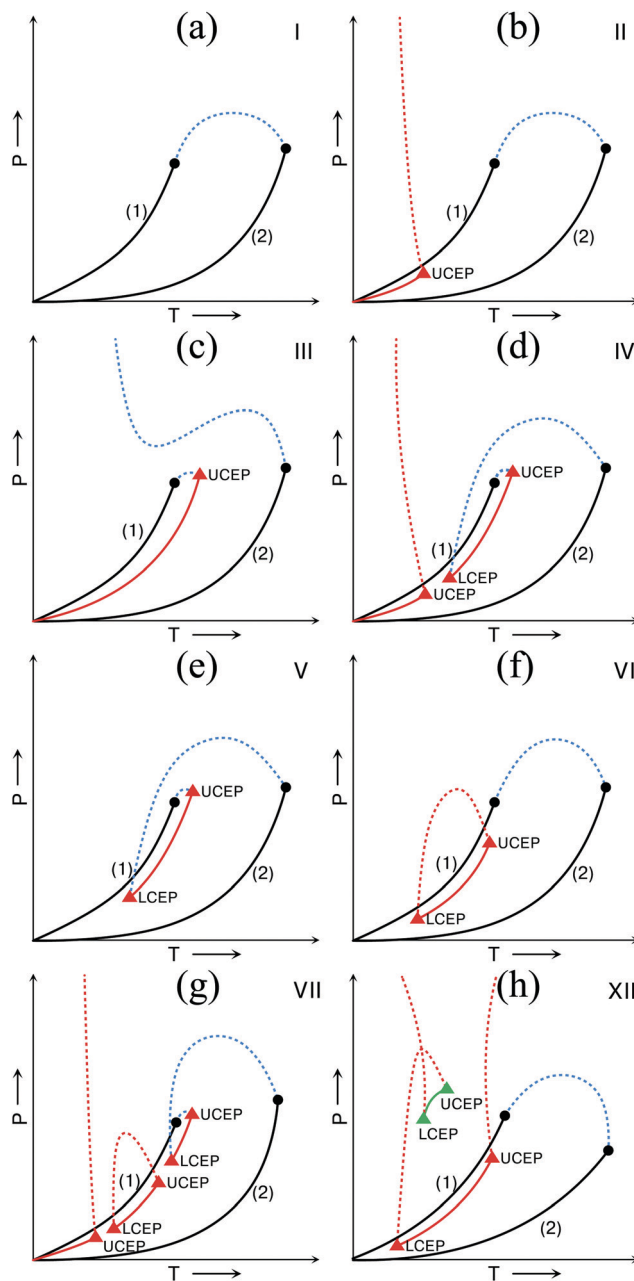 (a) I
P
(1)
(2)
T
(b) II
P
(1)
UCEP
(2)
T
(c) III
P
UCEP
(1)
(2)
T
(d) IV
P
UCEP
(1)
LCEP
UCEP
(2)
T
(e) V
P
UCEP
(1)
LCEP
(2)
T
(f) VI
P
UCEP
(1)
LCEP
(2)
T
(g) VII
P
UCEP
LCEP
(1)
UCEP
LCEP
UCEP
(2)
T
(h) XII
P
UCEP
LCEP
(1)
UCEP
LCEP
(2)
T